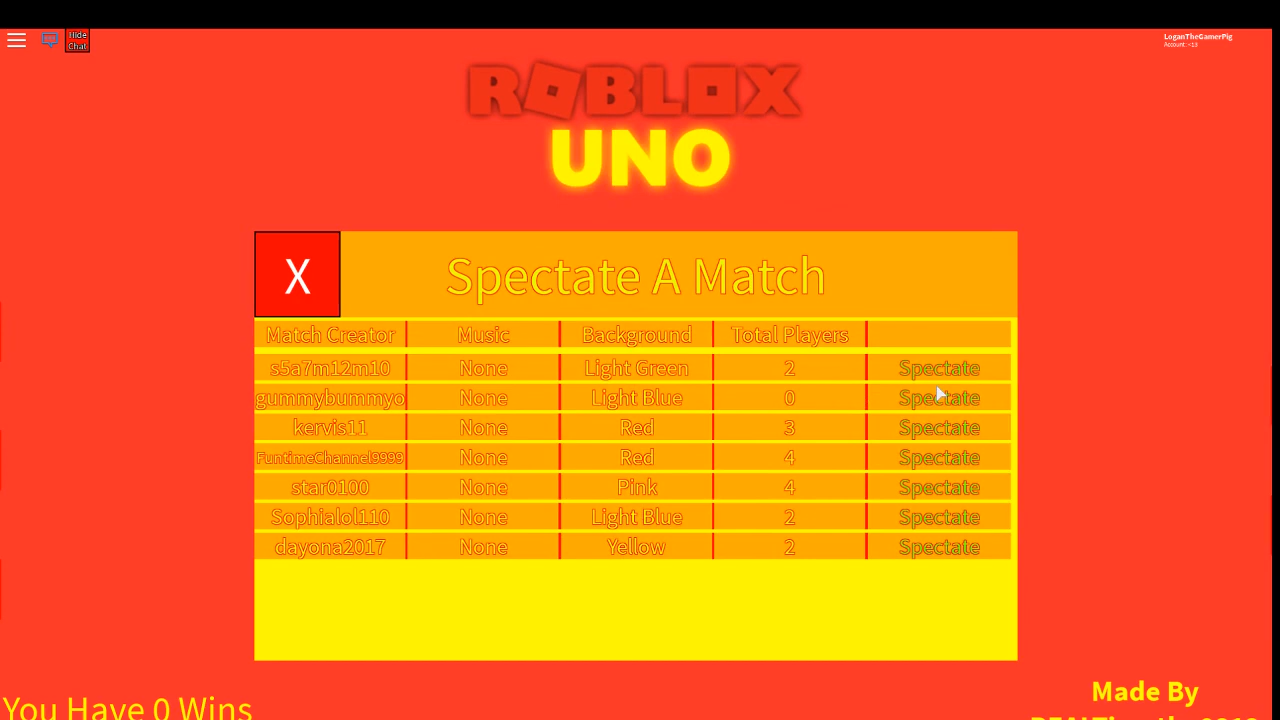 Hide
Chat
LoganTheGamerPig
Account: <13
ROBLOX
UNO
X
Spectate A Match
Match Creator Music Background Total Players
s5a7m12m10 None Light Green 2 Spectate
gummybummyo None Light Blue 0 Spectate
kervis11 None Red 3 Spectate
FuntimeChannel9999 None Red 4 Spectate
star0100 None Pink 4 Spectate
Sophialol110 None Light Blue 2 Spectate
dayona2017 None Yellow 2 Spectate
You Have 0 Wins
Made By